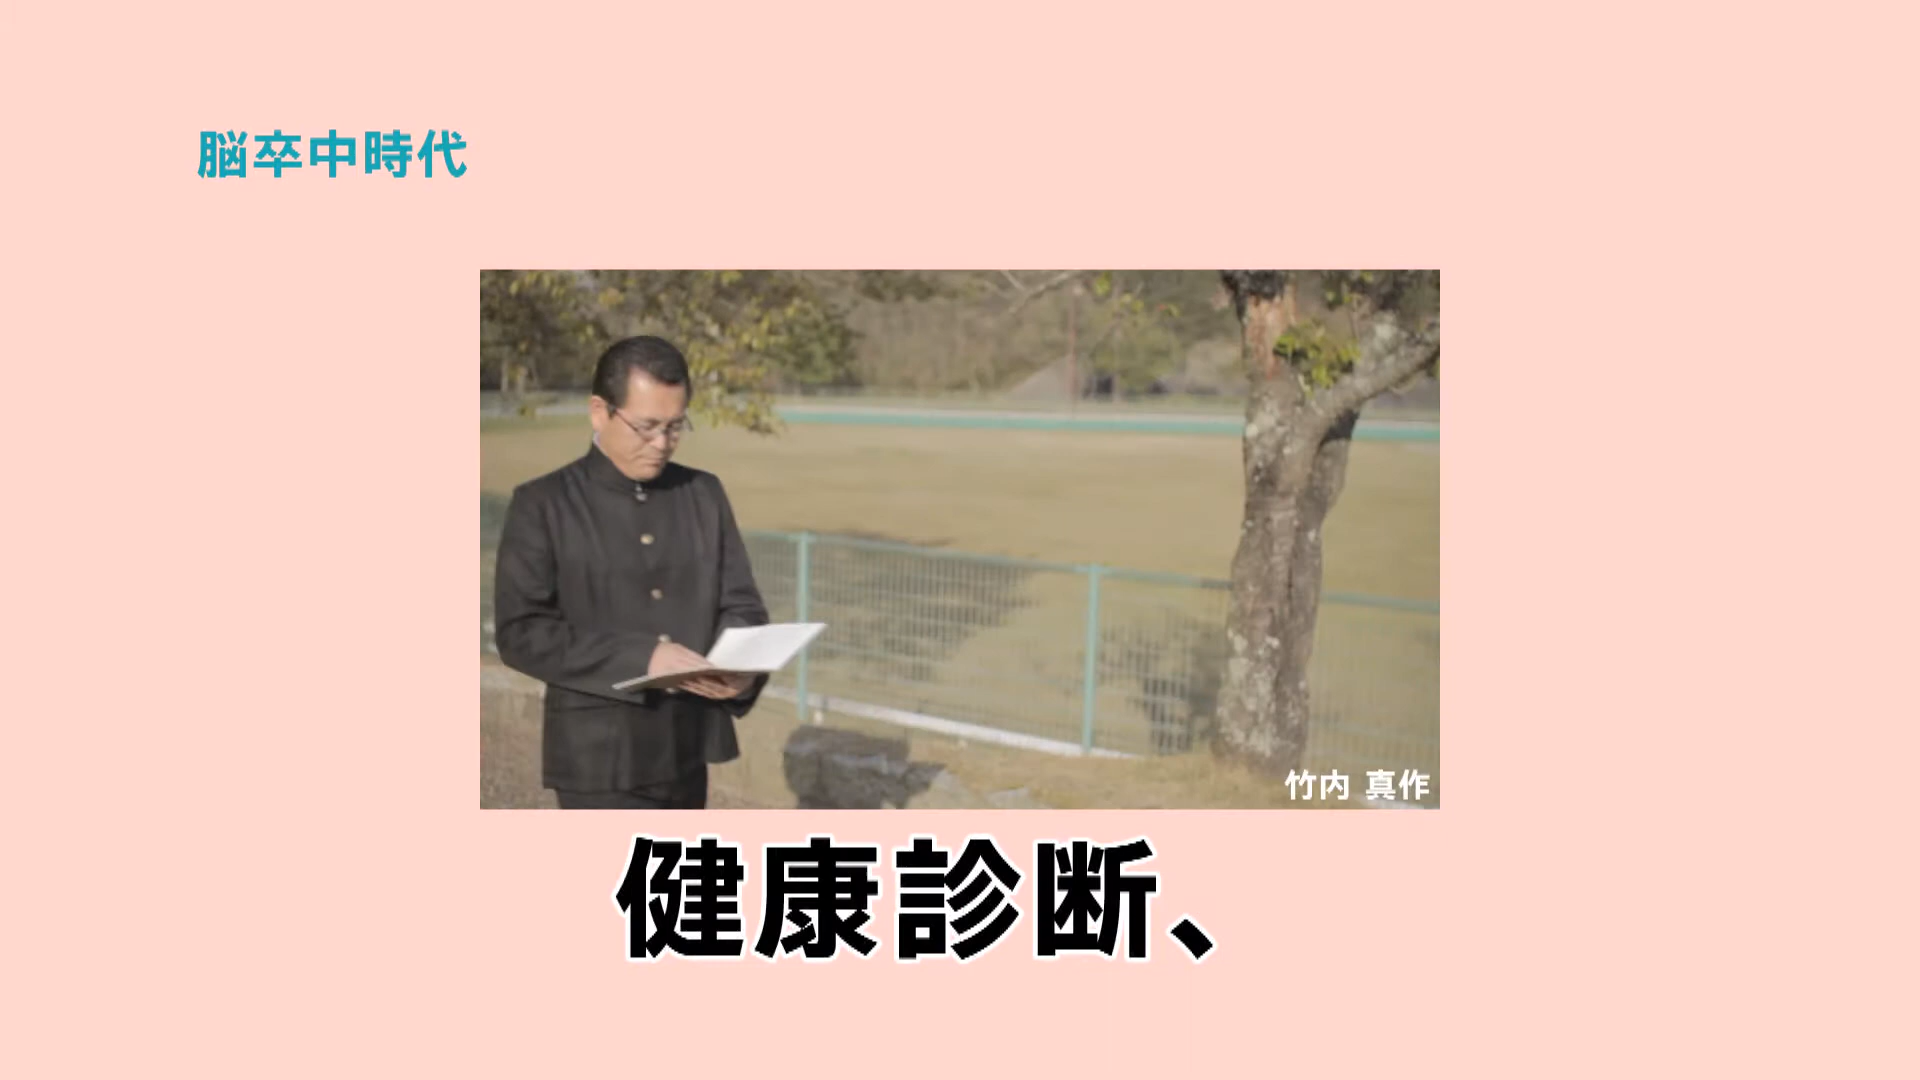 脳卒中時代
竹内 真作
健康診断、